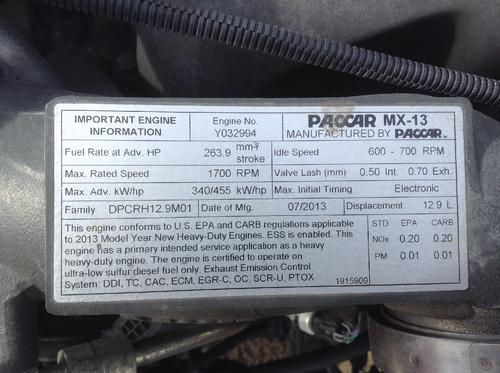 IMPORTANT ENGINE INFORMATION
Engine No. Y032994
PACCAR MX-13
MANUFACTURED BY PACCAR INC
Fuel Rate at Adv. HP 263.9 mm³/stroke
Idle Speed 600 - 700 RPM
Max. Rated Speed 1700 RPM
Valve Lash (mm) 0.50 Int. 0.70 Exh.
Max. Adv. kW/hp 340/455 kW/hp
Max. Initial Timing Electronic
Family DPCRH12.9M01
Date of Mfg. 07/2013
Displacement 12.9 L
This engine conforms to U.S. EPA and CARB regulations applicable
to 2013 Model Year New Heavy-Duty Engines. ESS is enabled. This
engine has a primary intended service application as a heavy
heavy-duty engine. The engine is certified to operate on
ultra-low sulfur diesel fuel only. Exhaust Emission Control
System: DDI, TC, CAC, ECM, EGR-C, OC, SCR-U, PTOX
1915909
STD EPA CARB
NOx 0.20 0.20
PM 0.01 0.01